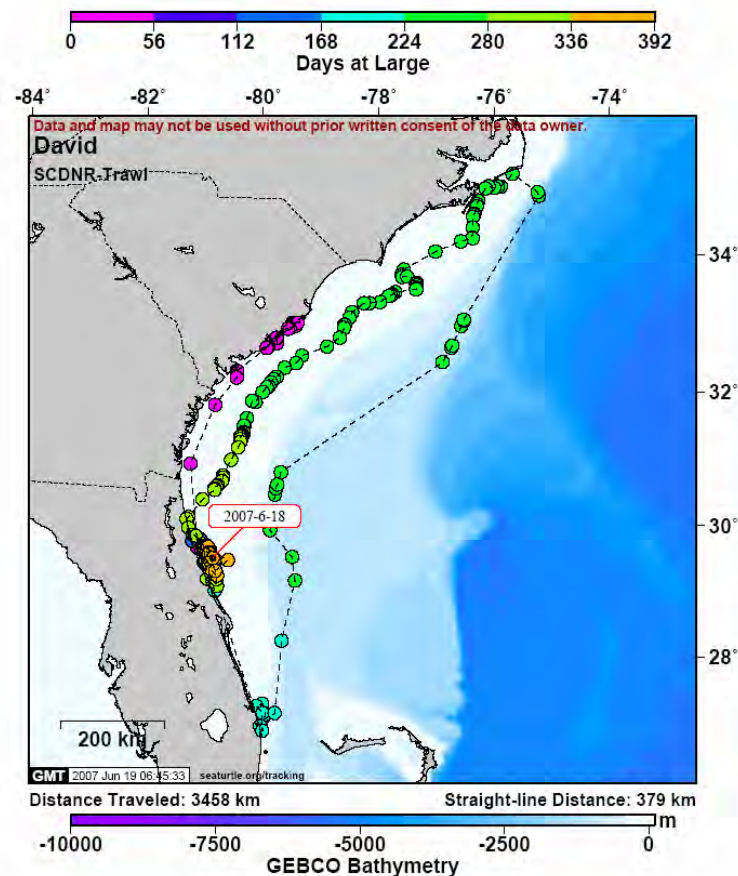 0 56 112 168 224 280 336 392
Days at Large
-84˚ -82˚ -80˚ -78˚ -76˚ -74˚
Data and map may not be used without prior written consent of the data owner.
David
SCDNR-Trawl
34˚
32˚
2007-6-18
30˚
28˚
200 km
GMT 2007 Jun 19 06:45:33 seaturtle.org/tracking
Distance Traveled: 3458 km Straight-line Distance: 379 km
-10000 -7500 -5000 -2500 0 m
GEBCO Bathymetry